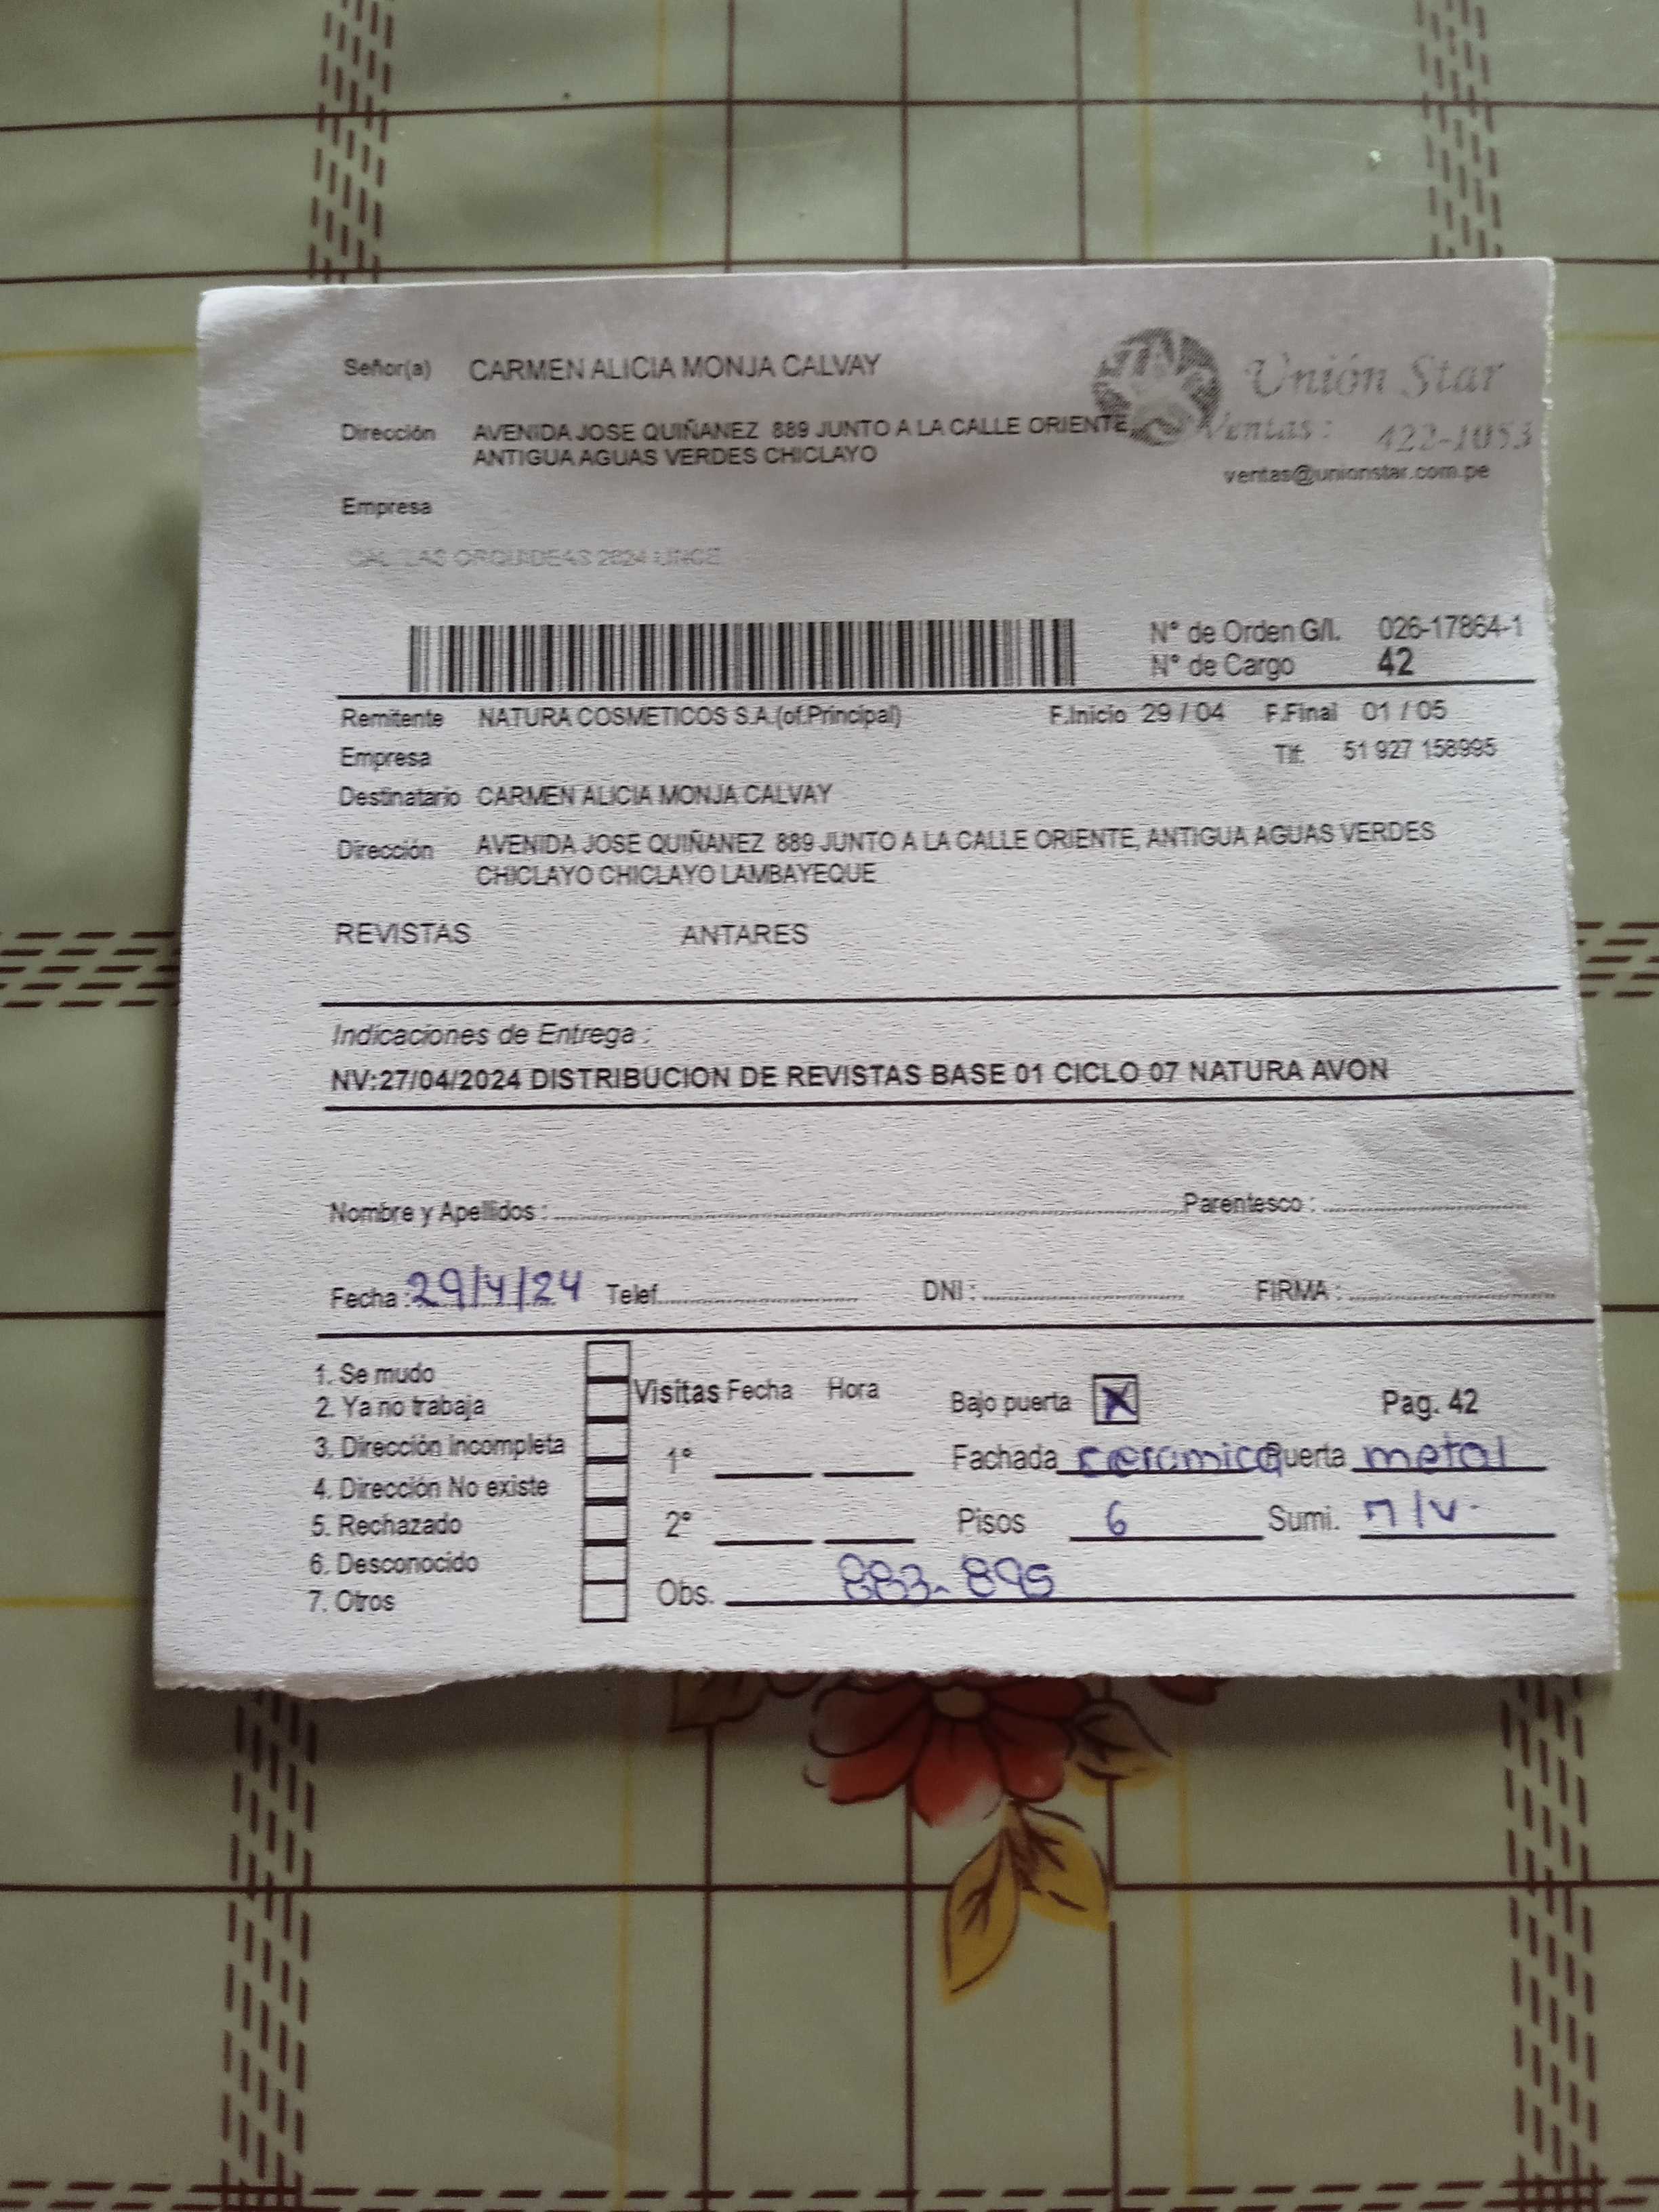 Señor(a) CARMEN ALICIA MONJA CALVAY
Unión Star
Dirección AVENIDA JOSE QUIÑANEZ 889 JUNTO A LA CALLE ORIENTE,
Ventas: 422-1053
ANTIGUA AGUAS VERDES CHICLAYO
ventas@unionstar.com.pe
Empresa
LAS ORQUIDEAS 2624 LINCE
N° de Orden G/I. 026-17864-1
N° de Cargo 42
Remitente NATURA COSMETICOS S.A.(of.Principal) F.Inicio 29 / 04 F.Final 01 / 05
Empresa Tlf. 51 927 158995
Destinatario CARMEN ALICIA MONJA CALVAY
Dirección AVENIDA JOSE QUIÑANEZ 889 JUNTO A LA CALLE ORIENTE, ANTIGUA AGUAS VERDES
CHICLAYO CHICLAYO LAMBAYEQUE
REVISTAS ANTARES
Indicaciones de Entrega :
NV:27/04/2024 DISTRIBUCION DE REVISTAS BASE 01 CICLO 07 NATURA AVON
Nombre y Apellidos : Parentesco :
Fecha : 29/4/24 Telef. DNI : FIRMA :
1. Se mudo
2. Ya no trabaja
3. Dirección incompleta
4. Dirección No existe
5. Rechazado
6. Desconocido
7. Otros
Visitas Fecha Hora
1°
2°
Bajo puerta X Pag. 42
Fachada ceramica Puerta metal
Pisos 6 Sumi. n/v.
Obs. 883-895